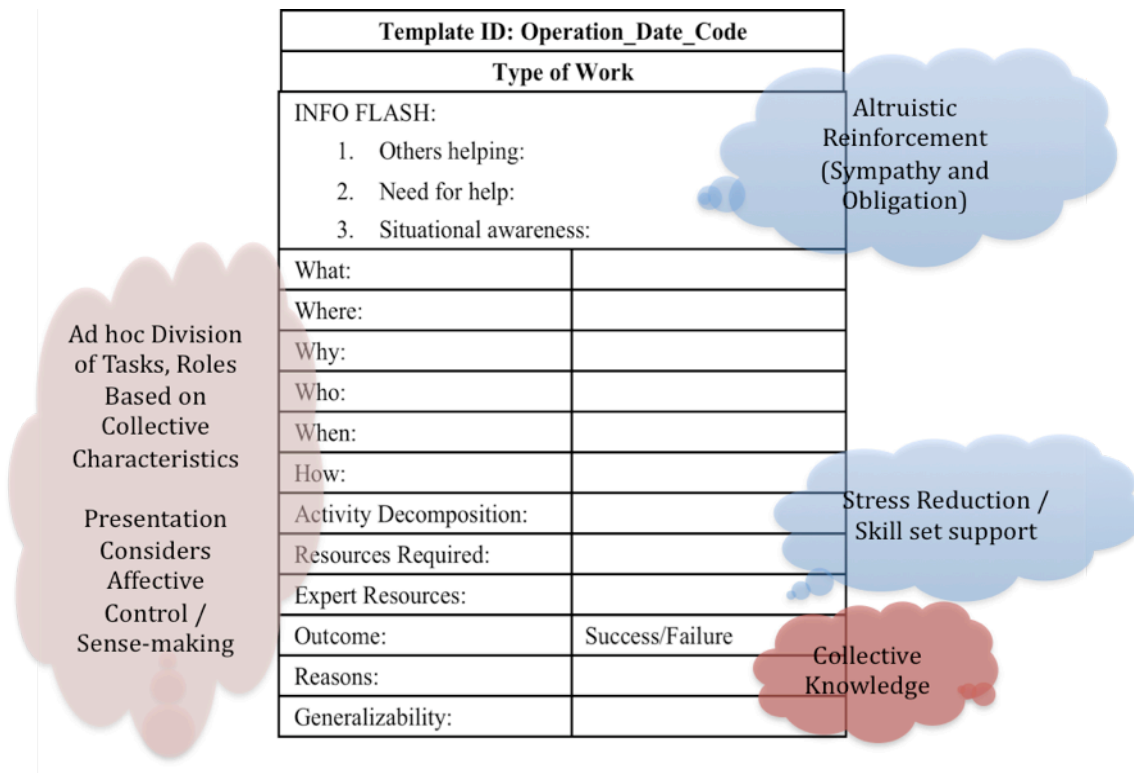 Template ID: Operation_Date_Code
Type of Work
INFO FLASH:
1. Others helping:
2. Need for help:
3. Situational awareness:
What:
Where:
Why:
Who:
When:
How:
Activity Decomposition:
Resources Required:
Expert Resources:
Outcome: Success/Failure
Reasons:
Generalizability:
Altruistic
Reinforcement
(Sympathy and
Obligation)
Ad hoc Division
of Tasks, Roles
Based on
Collective
Characteristics
Presentation
Considers
Affective
Control /
Sense-making
Stress Reduction /
Skill set support
Collective
Knowledge